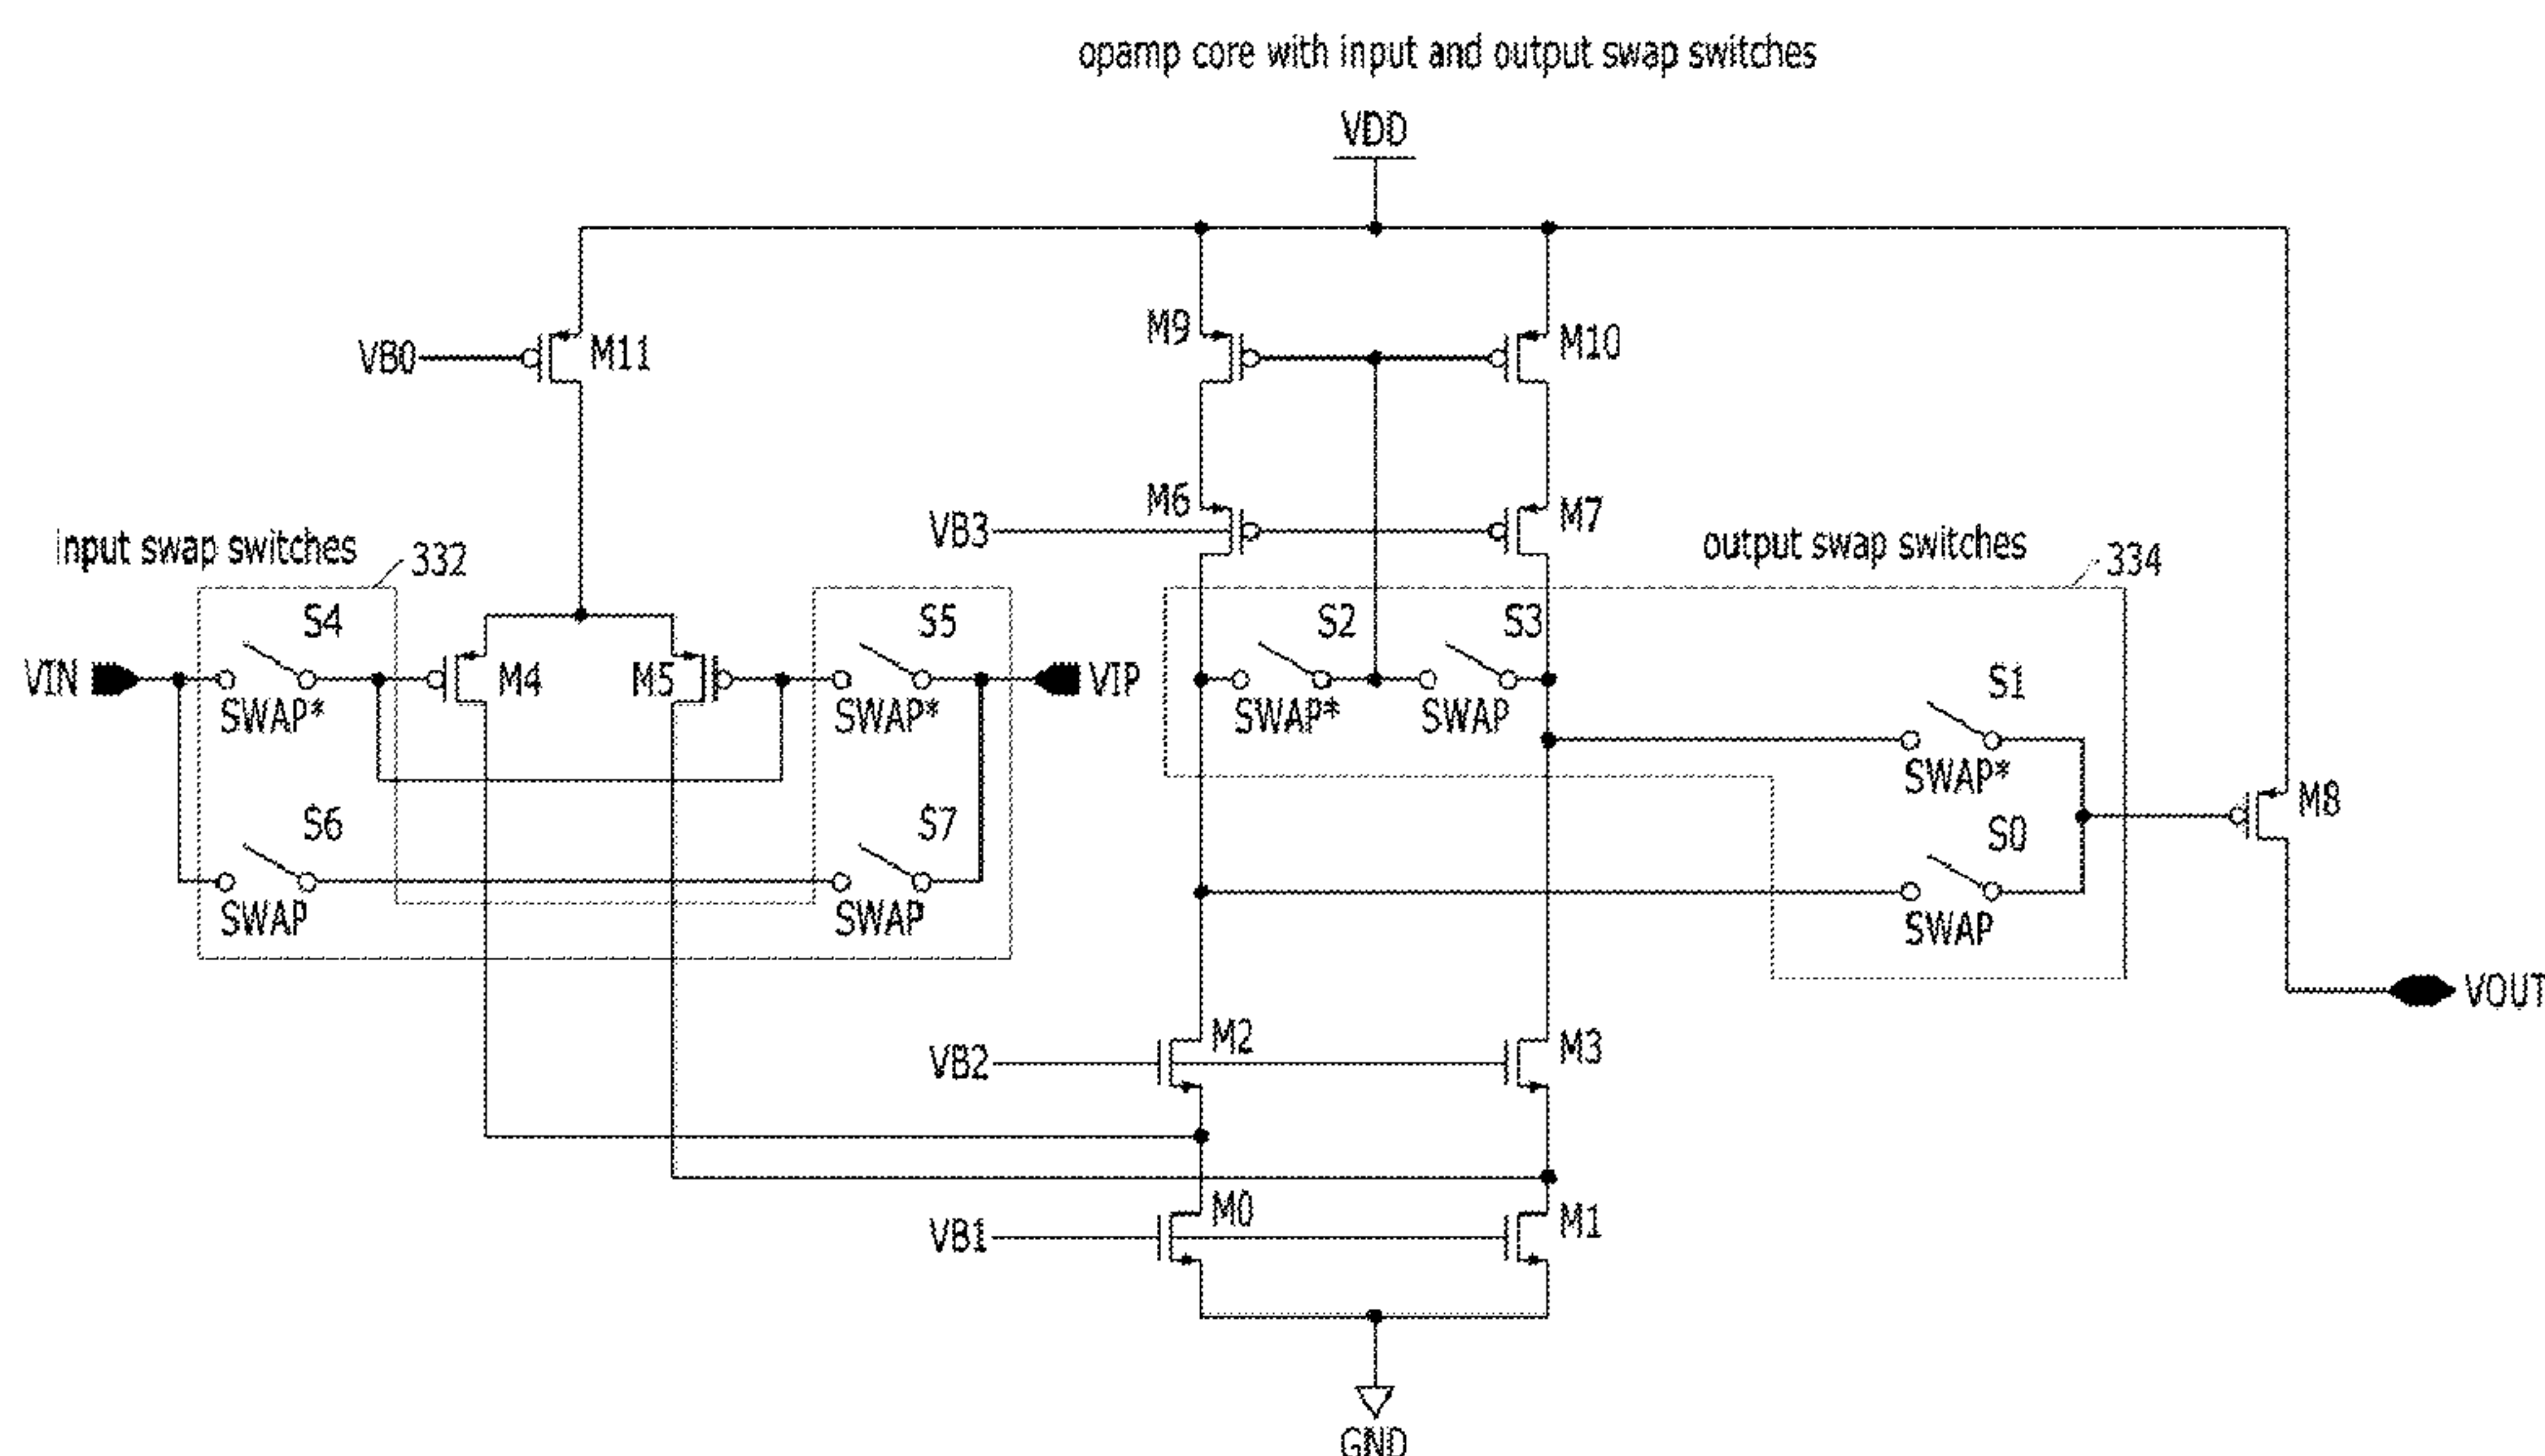 opamp core with input and output swap switches
VDD
M9
M10
VB0
M11
M6
M7
VB3
input swap switches
332
output swap switches
334
S4
S5
S2
S3
VIN
M4
M5
VIP
S1
SWAP*
SWAP*
SWAP*
SWAP
SWAP*
M8
S6
S7
S0
SWAP
SWAP
SWAP
VOUT
M2
M3
VB2
M0
M1
VB1
GND